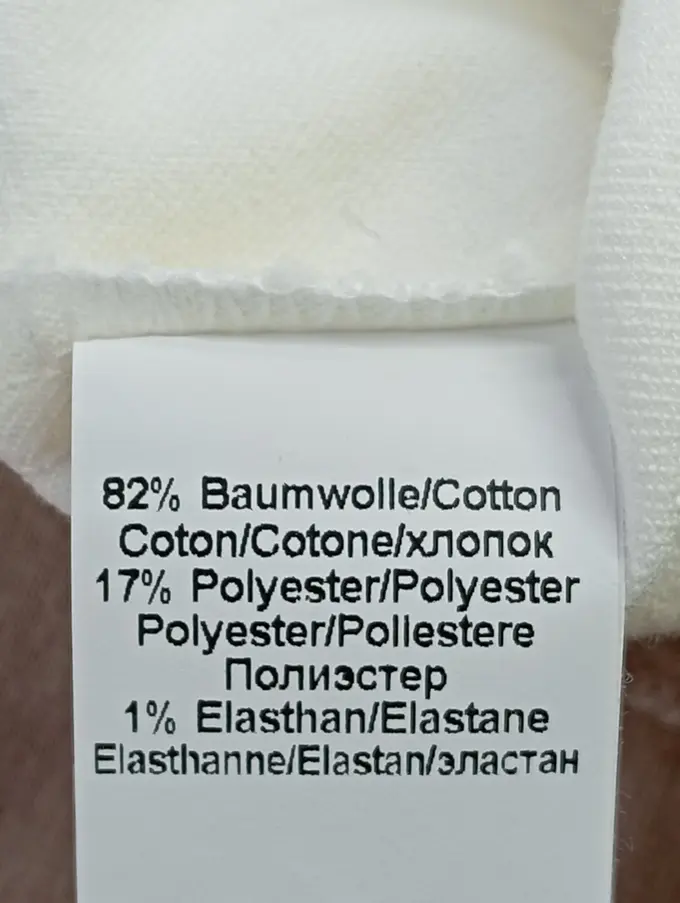 82% Baumwolle/Cotton
Coton/Cotone/хлопок
17% Polyester/Polyester
Polyester/Pollestere
Полиэстер
1% Elasthan/Elastane
Elasthanne/Elastan/эластан